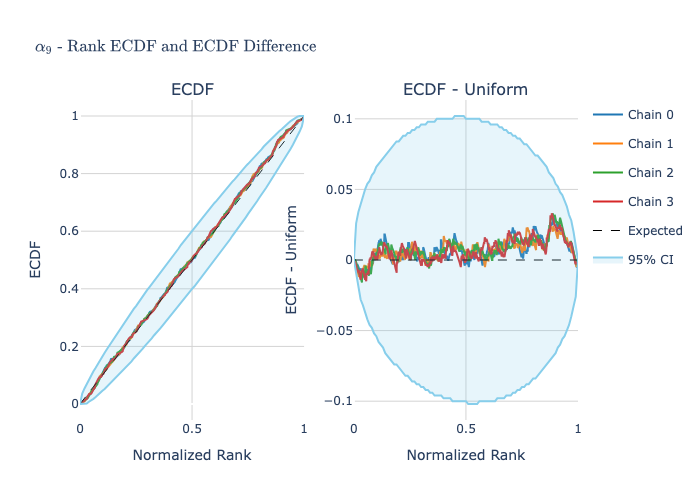 α₉ - Rank ECDF and ECDF Difference
ECDF
ECDF - Uniform
1
0.8
0.6
0.4
0.2
0
0
0.5
1
ECDF
Normalized Rank
0.1
0.05
0
−0.05
−0.1
0
0.5
1
ECDF - Uniform
Normalized Rank
Chain 0
Chain 1
Chain 2
Chain 3
Expected
95% CI